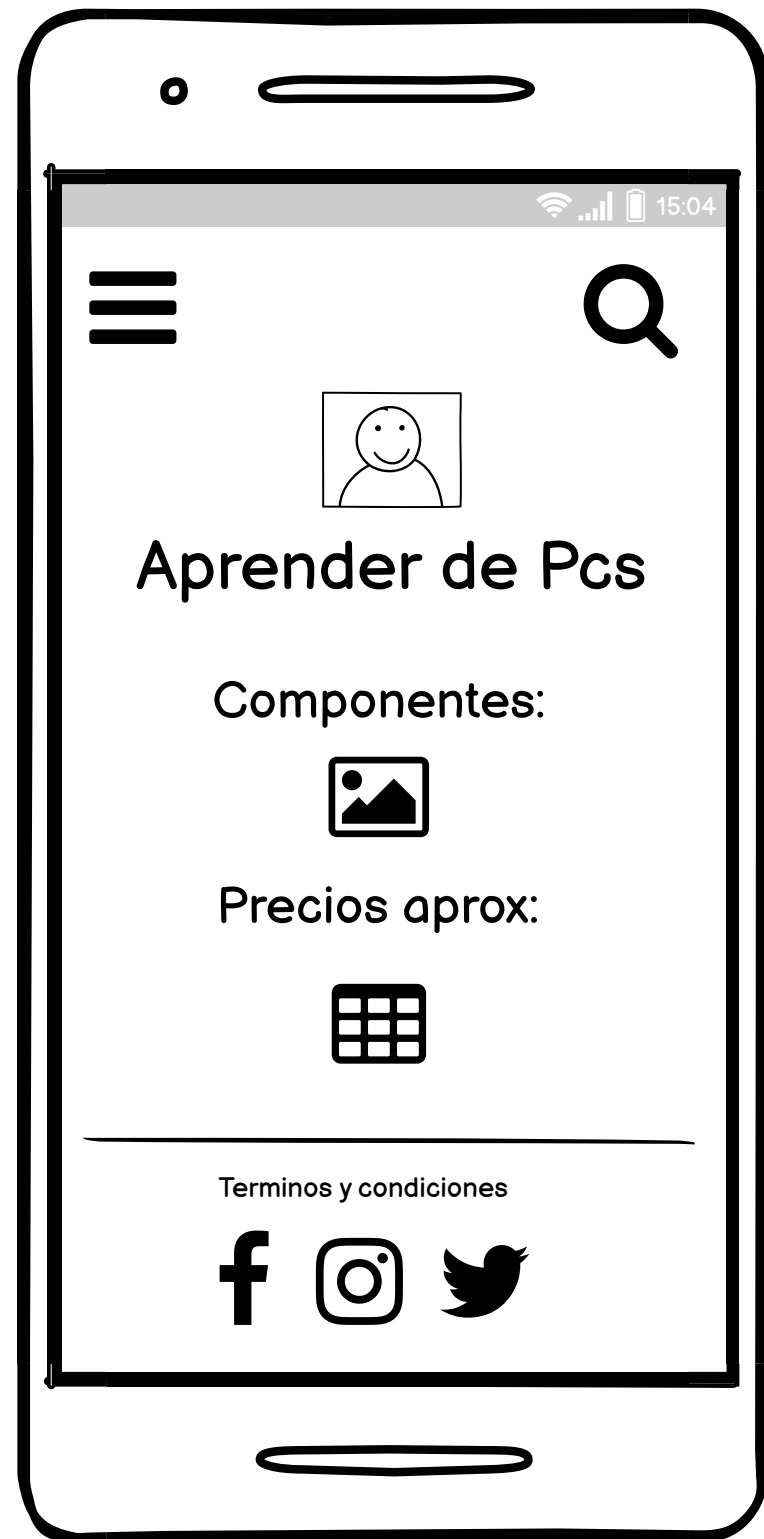 15:04
Aprender de Pcs
Componentes:
Precios aprox:
Terminos y condiciones